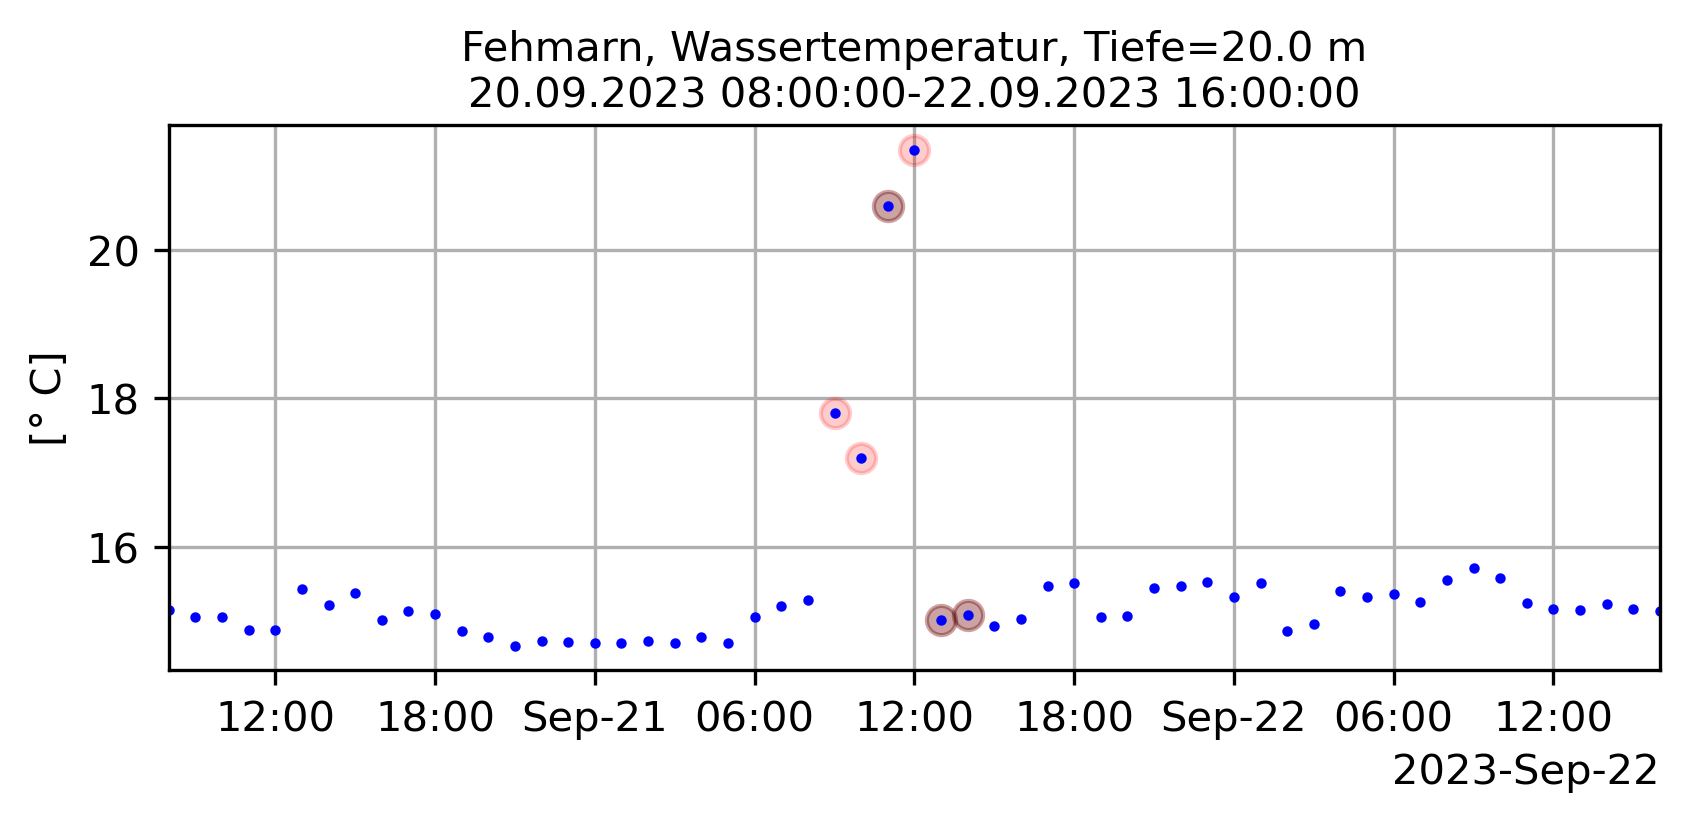 Fehmarn, Wassertemperatur, Tiefe=20.0 m
20.09.2023 08:00:00-22.09.2023 16:00:00
[° C]
20
18
16
12:00 18:00 Sep-21 06:00 12:00 18:00 Sep-22 06:00 12:00
2023-Sep-22